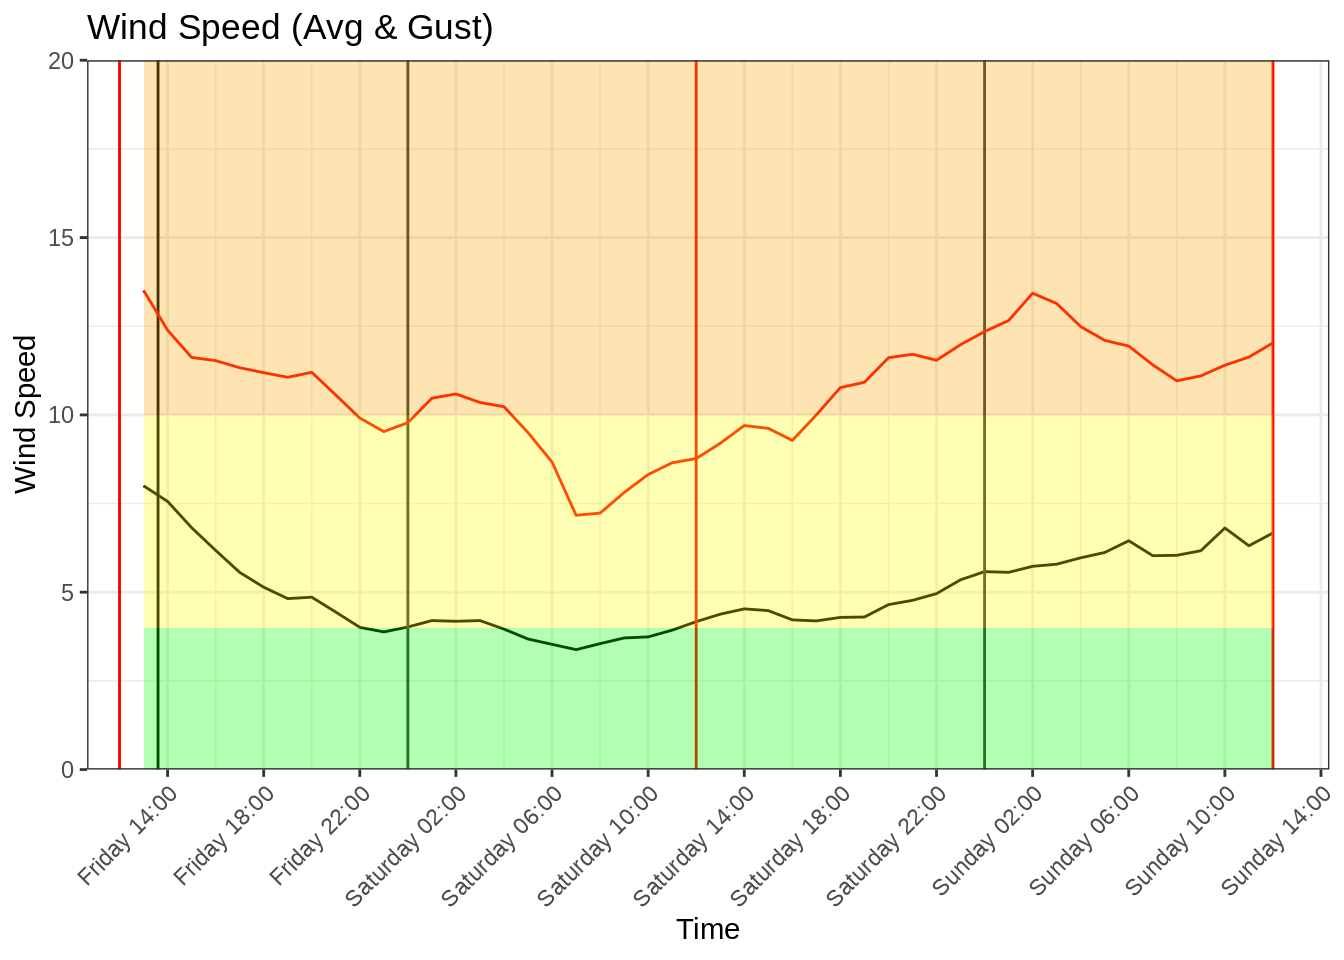 Wind Speed (Avg & Gust)
20
15
10
5
0
Wind Speed
Friday 14:00
Friday 18:00
Friday 22:00
Saturday 02:00
Saturday 06:00
Saturday 10:00
Saturday 14:00
Saturday 18:00
Saturday 22:00
Sunday 02:00
Sunday 06:00
Sunday 10:00
Sunday 14:00
Time